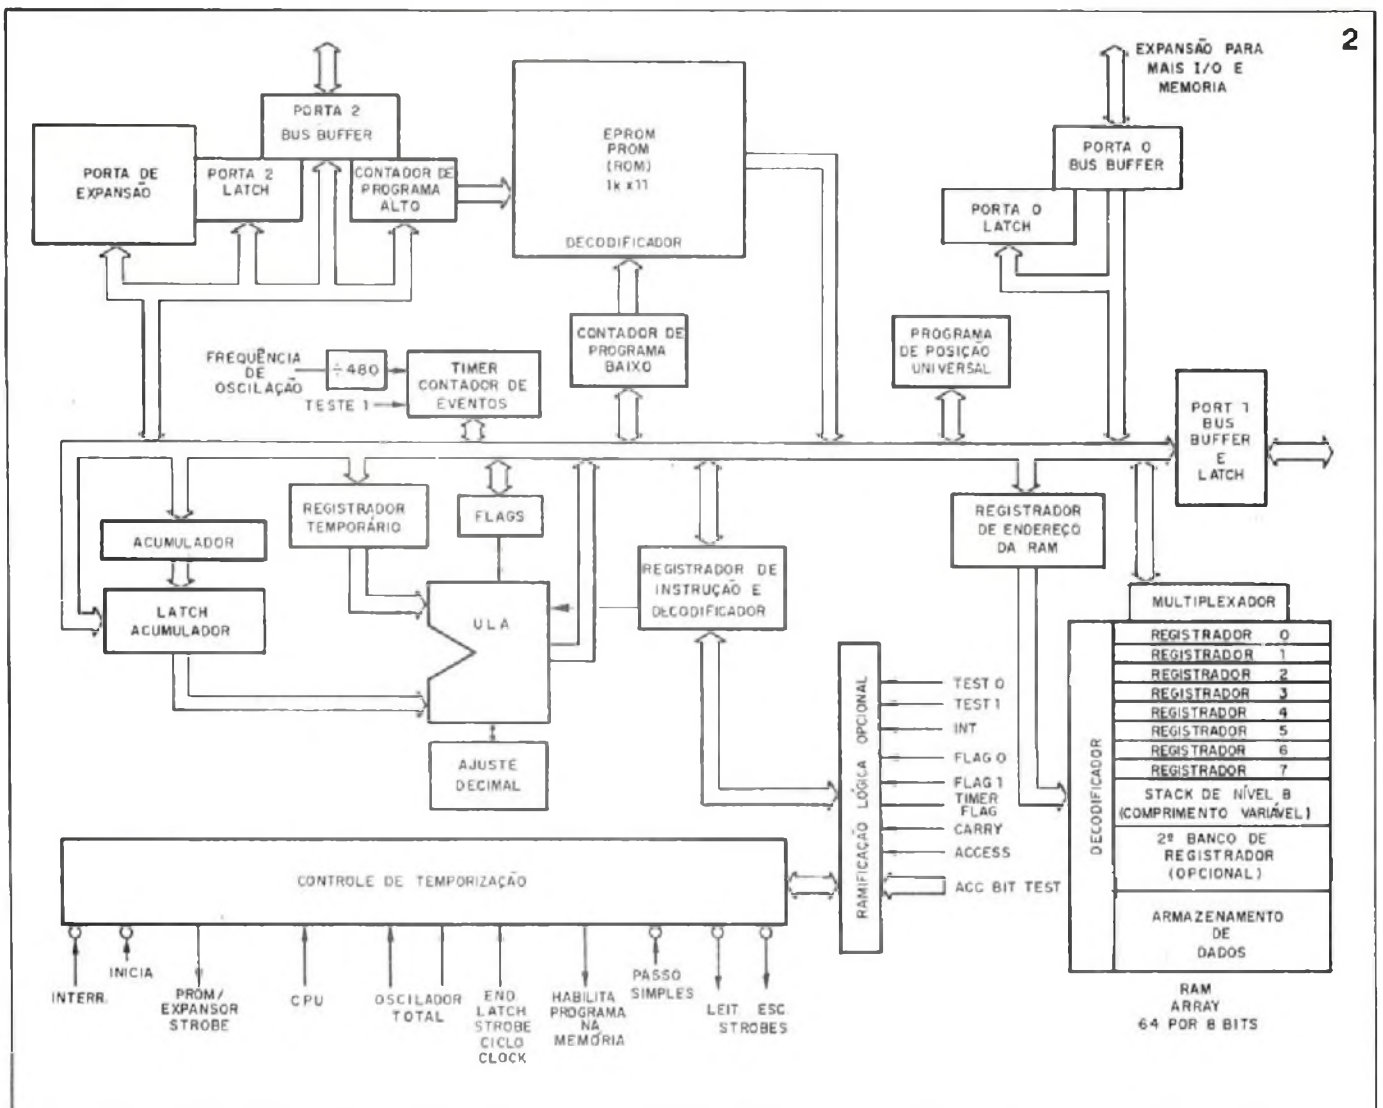 2
EXPANSÃO PARA
MAIS I/O E
MEMORIA
PORTA 2
BUS BUFFER
PORTA DE
EXPANSÃO
PORTA 2
LATCH
CONTADOR DE
PROGRAMA
ALTO
EPROM
PROM
(ROM)
1k x11
DECODIFICADOR
PORTA 0
BUS BUFFER
PORTA 0
LATCH
FREQUÊNCIA
DE
OSCILAÇÃO
÷480
TESTE 1
TIMER
CONTADOR DE
EVENTOS
CONTADOR DE
PROGRAMA
BAIXO
PROGRAMA
DE POSIÇÃO
UNIVERSAL
PORT 1
BUS
BUFFER
E
LATCH
ACUMULADOR
LATCH
ACUMULADOR
REGISTRADOR
TEMPORÁRIO
FLAGS
ULA
AJUSTE
DECIMAL
REGISTRADOR DE
INSTRUÇÃO E
DECODIFICADOR
REGISTRADOR
DE ENDEREÇO
DA RAM
MULTIPLEXADOR
DECODIFICADOR
REGISTRADOR 0
REGISTRADOR 1
REGISTRADOR 2
REGISTRADOR 3
REGISTRADOR 4
REGISTRADOR 5
REGISTRADOR 6
REGISTRADOR 7
STACK DE NÍVEL 8
(COMPRIMENTO VARIÁVEL)
2º BANCO DE
REGISTRADOR
(OPCIONAL)
ARMAZENAMENTO
DE
DADOS
RAM
ARRAY
64 POR 8 BITS
RAMIFICAÇÃO LÓGICA OPCIONAL
TEST 0
TEST 1
INT
FLAG 0
FLAG 1
TIMER
FLAG
CARRY
ACCESS
ACC BIT TEST
CONTROLE DE TEMPORIZAÇÃO
INTERR.
INICIA
PROM/
EXPANSOR
STROBE
CPU
OSCILADOR
TOTAL
END.
LATCH
STROBE
CICLO
CLOCK
HABILITA
PROGRAMA
NA
MEMÓRIA
PASSO
SIMPLES
LEIT. ESC.
STROBES